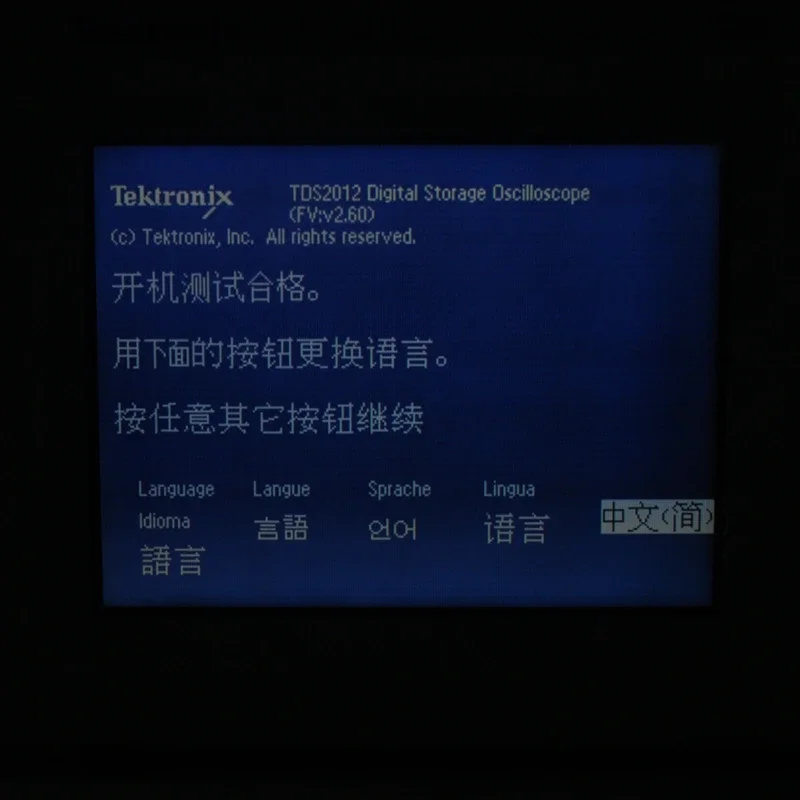 Tektronix TDS2012 Digital Storage Oscilloscope
(FV:v2.60)
(c) Tektronix, Inc. All rights reserved.
开机测试合格。
用下面的按钮更换语言。
按任意其它按钮继续
Language Langue Sprache Lingua
Idioma 言語 언어 语言 中文(简)
語言